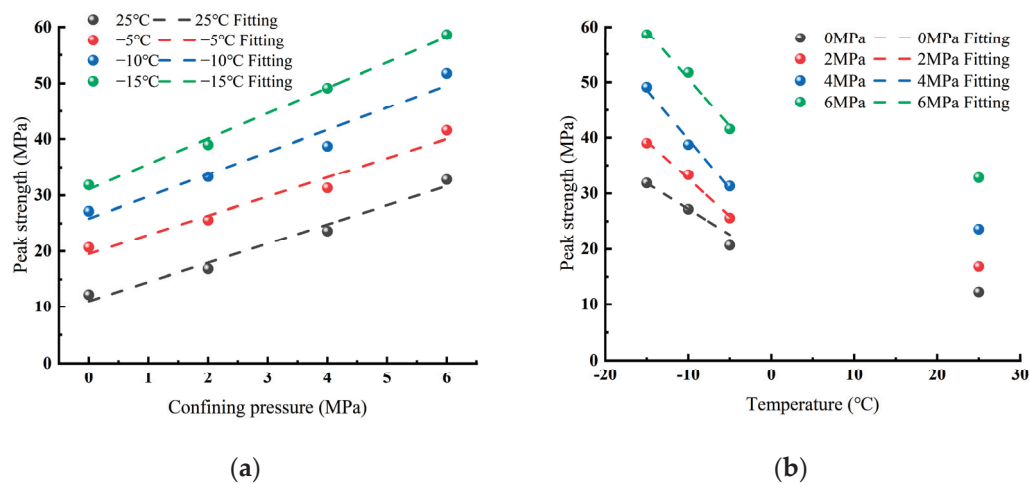 25℃ 25℃ Fitting
−5℃ −5℃ Fitting
−10℃ −10℃ Fitting
−15℃ −15℃ Fitting
60
50
40
30
20
10
0
Peak strength (MPa)
0 1 2 3 4 5 6
Confining pressure (MPa)
(a)
0MPa 0MPa Fitting
2MPa 2MPa Fitting
4MPa 4MPa Fitting
6MPa 6MPa Fitting
60
50
40
30
20
10
0
Peak strength (MPa)
-20 -10 0 10 20 30
Temperature (℃)
(b)